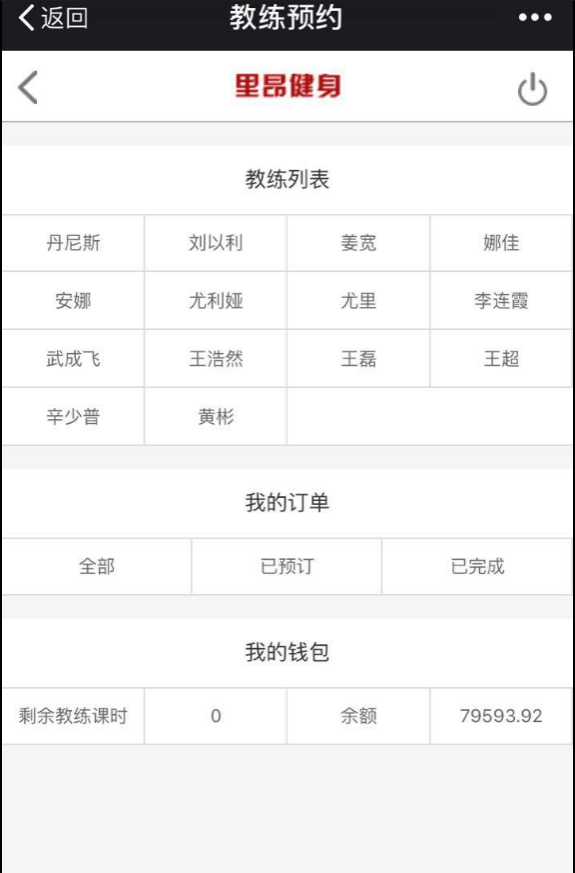 返回 教练预约
里昂健身
教练列表
丹尼斯 刘以利 姜宽 娜佳
安娜 尤利娅 尤里 李连霞
武成飞 王浩然 王磊 王超
辛少普 黄彬
我的订单
全部 已预订 已完成
我的钱包
剩余教练课时 0 余额 79593.92